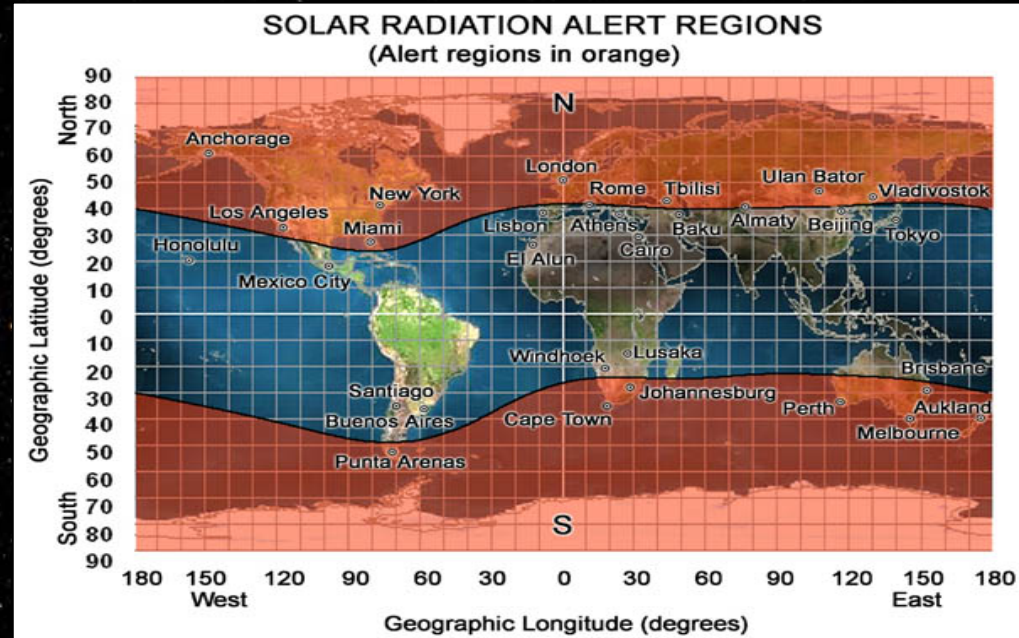 SOLAR RADIATION ALERT REGIONS
(Alert regions in orange)
90
80
70
60
50
40
30
20
10
0
10
20
30
40
50
60
70
80
90
North
South
Geographic Latitude (degrees)
N
Anchorage
London
New York
Rome Tbilisi
Ulan Bator
Vladivostok
Los Angeles
Miami
Lisbon Athens Baku Almaty Beijing Tokyo
Honolulu
El Alun
Cairo
Mexico City
Windhoek
Lusaka
Brisbane
Santiago
Johannesburg
Buenos Aires
Cape Town
Perth
Aukland
Melbourne
Punta Arenas
S
180 150 120 90 60 30 0 30 60 90 120 150 180
West East
Geographic Longitude (degrees)